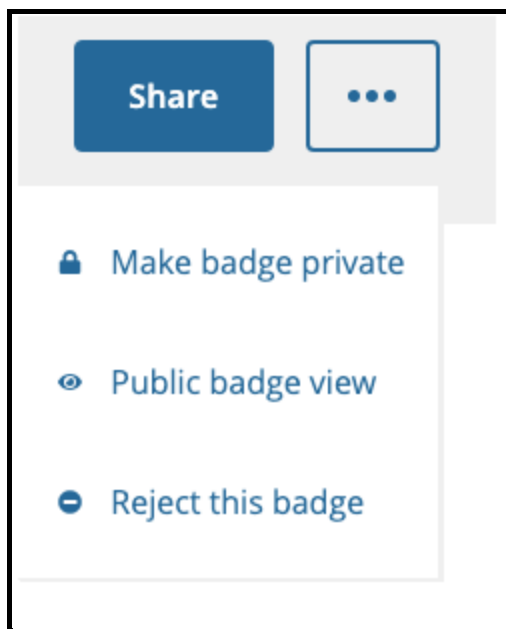 Share
Make badge private
Public badge view
Reject this badge